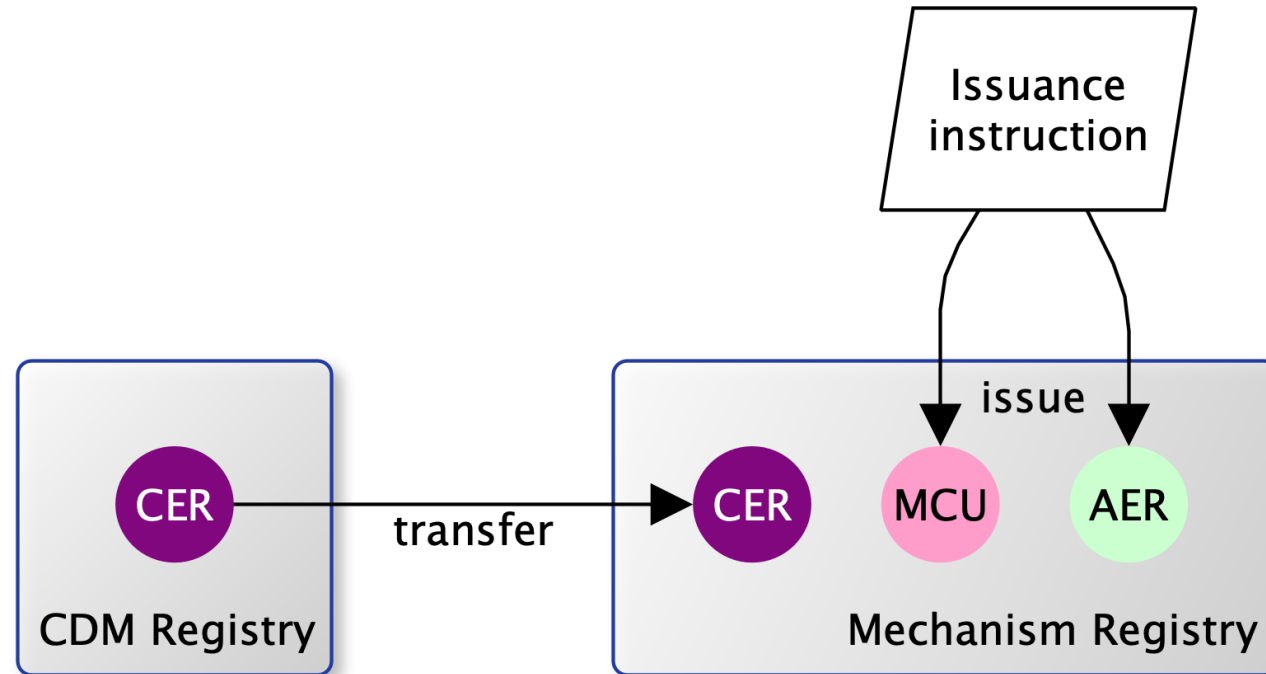 Issuance
instruction
issue
CER
transfer
CER
MCU
AER
CDM Registry
Mechanism Registry